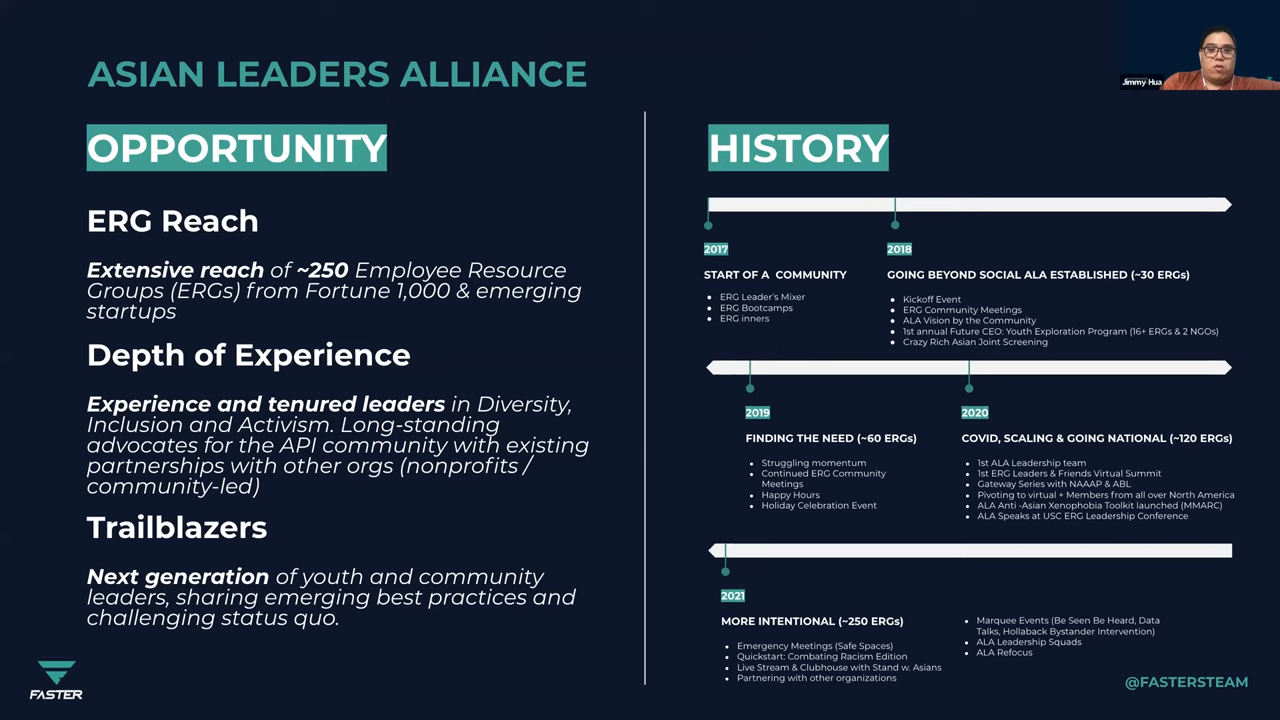 ASIAN LEADERS ALLIANCE
Jimmy Hua
OPPORTUNITY
ERG Reach
Extensive reach of ~250 Employee Resource
Groups (ERGs) from Fortune 1,000 & emerging
startups
Depth of Experience
Experience and tenured leaders in Diversity,
Inclusion and Activism. Long-standing
advocates for the API community with existing
partnerships with other orgs (nonprofits /
community-led)
Trailblazers
Next generation of youth and community
leaders, sharing emerging best practices and
challenging status quo.
FASTER
HISTORY
2017
START OF A COMMUNITY
• ERG Leader's Mixer
• ERG Bootcamps
• ERG inners
2018
GOING BEYOND SOCIAL ALA ESTABLISHED (~30 ERGs)
• Kickoff Event
• ERG Community Meetings
• ALA Vision by the Community
• 1st annual Future CEO: Youth Exploration Program (16+ ERGs & 2 NGOs)
• Crazy Rich Asian Joint Screening
2019
FINDING THE NEED (~60 ERGs)
• Struggling momentum
• Continued ERG Community
Meetings
• Happy Hours
• Holiday Celebration Event
2020
COVID, SCALING & GOING NATIONAL (~120 ERGs)
• 1st ALA Leadership team
• 1st ERG Leaders & Friends Virtual Summit
• Gateway Series with NAAAP & ABL
• Pivoting to virtual + Members from all over North America
• ALA Anti -Asian Xenophobia Toolkit launched (MMARC)
• ALA Speaks at USC ERG Leadership Conference
2021
MORE INTENTIONAL (~250 ERGs)
• Emergency Meetings (Safe Spaces)
• Quickstart: Combating Racism Edition
• Live Stream & Clubhouse with Stand w. Asians
• Partnering with other organizations
• Marquee Events (Be Seen Be Heard, Data
Talks, Hollaback Bystander Intervention)
• ALA Leadership Squads
• ALA Refocus
@FASTERSTEAM